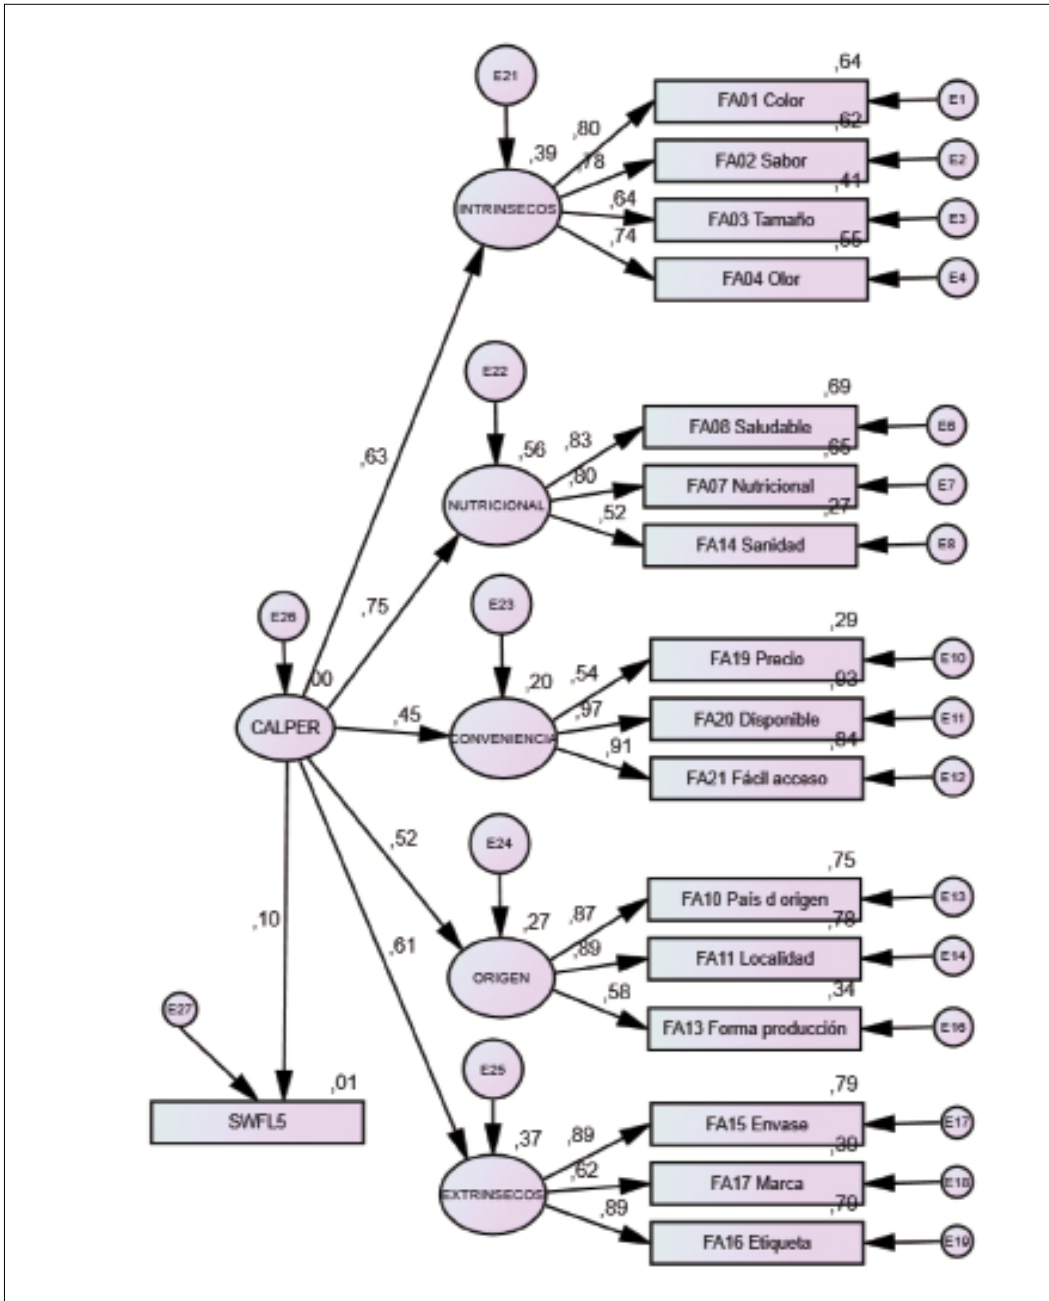 ,64
E21
FA01 Color
E1
,80
,62
,39
,78
FA02 Sabor
E2
,41
INTRINSECOS
,64
FA03 Tamaño
E3
,74
,55
FA04 Olor
E4
E22
,69
,63
,56
,83
FA08 Saludable
E6
,65
,80
NUTRICIONAL
FA07 Nutricional
E7
,52
,27
FA14 Sanidad
E8
E26
,75
E23
,29
,00
,20
,54
FA19 Precio
E10
,93
CALPER
,45
CONVENIENCIA
,97
FA20 Disponible
E11
,91
,84
FA21 Fácil acceso
E12
,52
E24
,75
,10
,61
,27
,87
FA10 País d origen
E13
,78
,89
ORIGEN
FA11 Localidad
E14
,58
,34
E27
FA13 Forma producción
E16
E25
,01
,79
SWFL5
,37
,89
FA15 Envase
E17
,62
EXTRINSECOS
FA17 Marca
E18
,89
,79
FA16 Etiqueta
E19